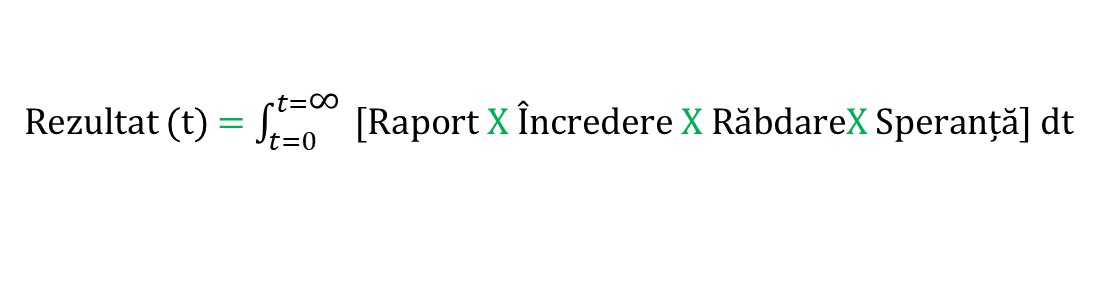 Rezultat (t) = ∫_{t=0}^{t=∞} [Raport X Încredere X RăbdareX Speranță] dt